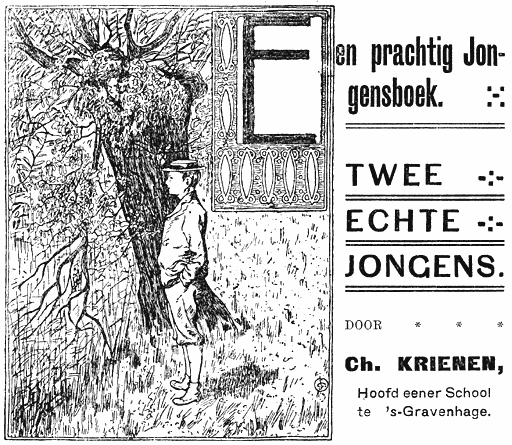 Een prachtig Jon-
gensboek.
TWEE
ECHTE
JONGENS.
DOOR * * *
Ch. KRIENEN,
Hoofd eener School
te 's-Gravenhage.